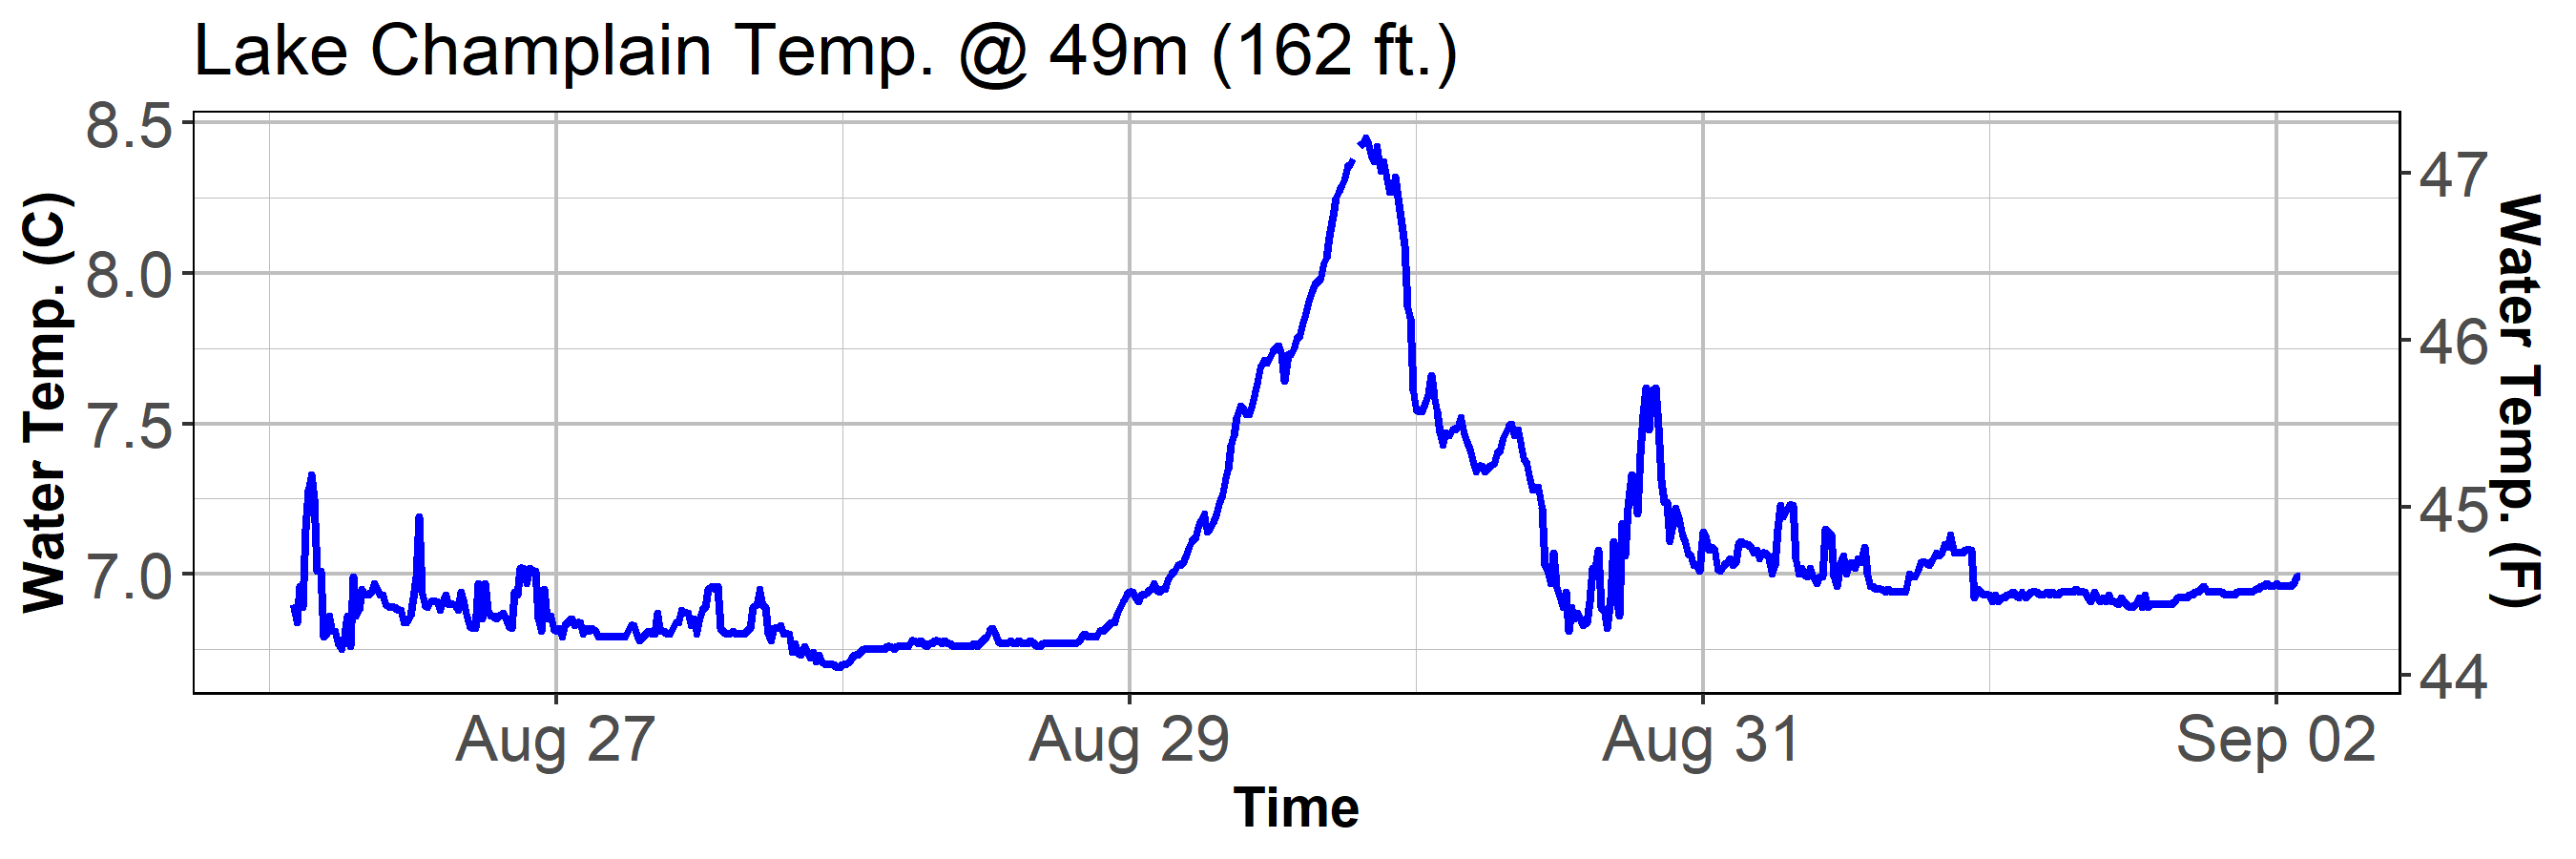 Lake Champlain Temp. @ 49m (162 ft.)
Water Temp. (C)
8.5
8.0
7.5
7.0
47
46
45
44
Water Temp. (F)
Aug 27 Aug 29 Aug 31 Sep 02
Time